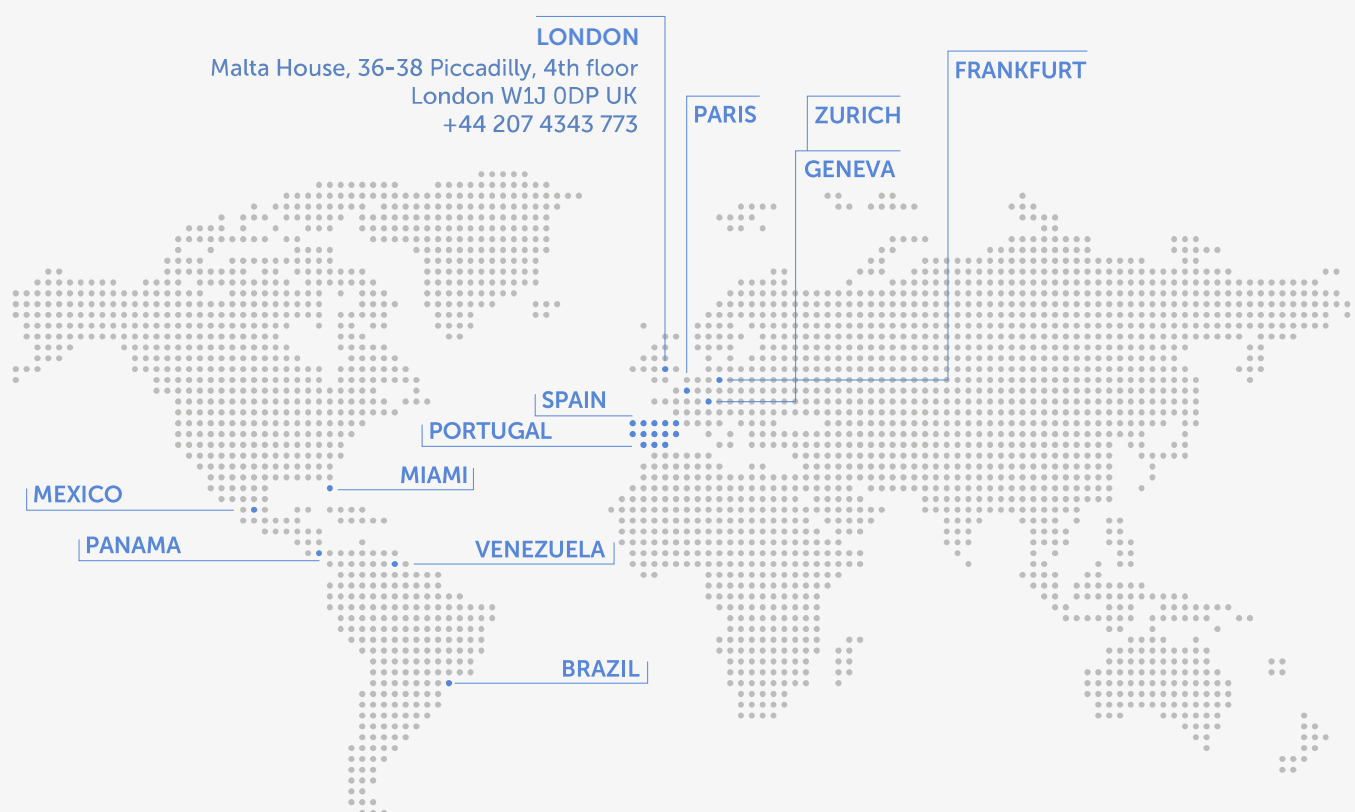 LONDON
Malta House, 36-38 Piccadilly, 4th floor
London W1J 0DP UK
+44 207 4343 773
FRANKFURT
PARIS
ZURICH
GENEVA
SPAIN
PORTUGAL
MIAMI
MEXICO
PANAMA
VENEZUELA
BRAZIL